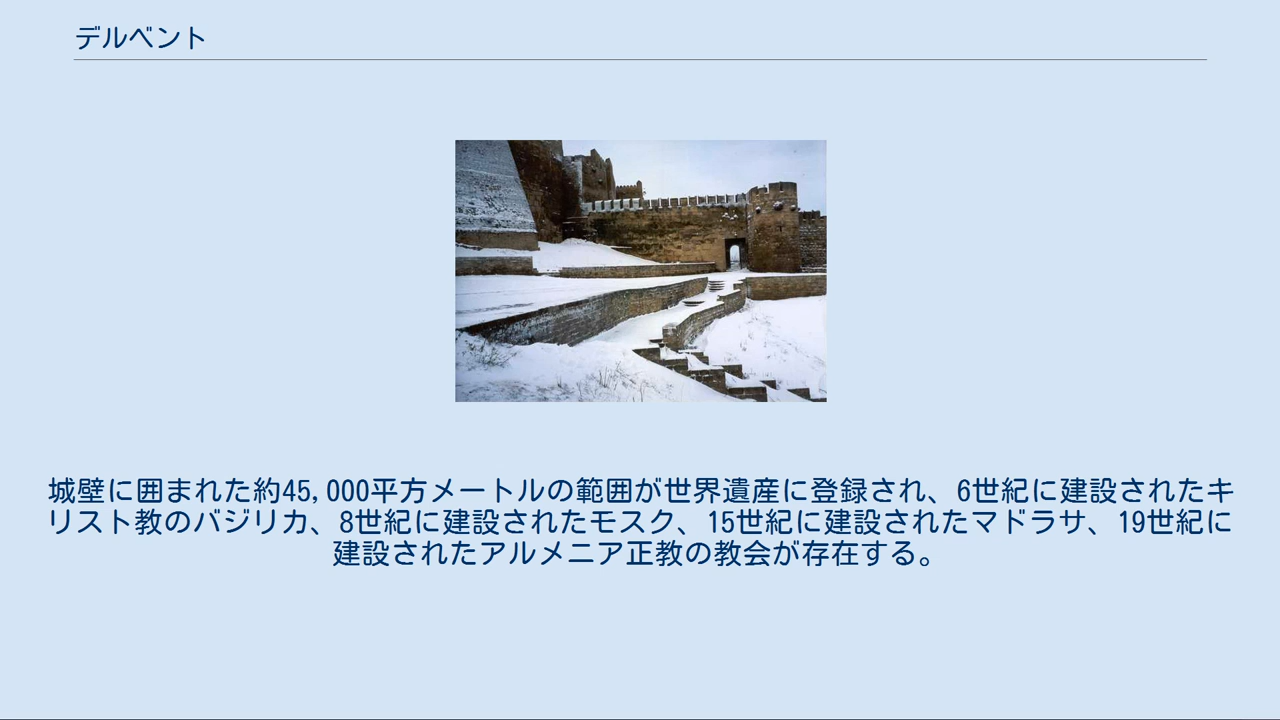 デルベント
城壁に囲まれた約45,000平方メートルの範囲が世界遺産に登録され、6世紀に建設されたキ
リスト教のバジリカ、8世紀に建設されたモスク、15世紀に建設されたマドラサ、19世紀に
建設されたアルメニア正教の教会が存在する。